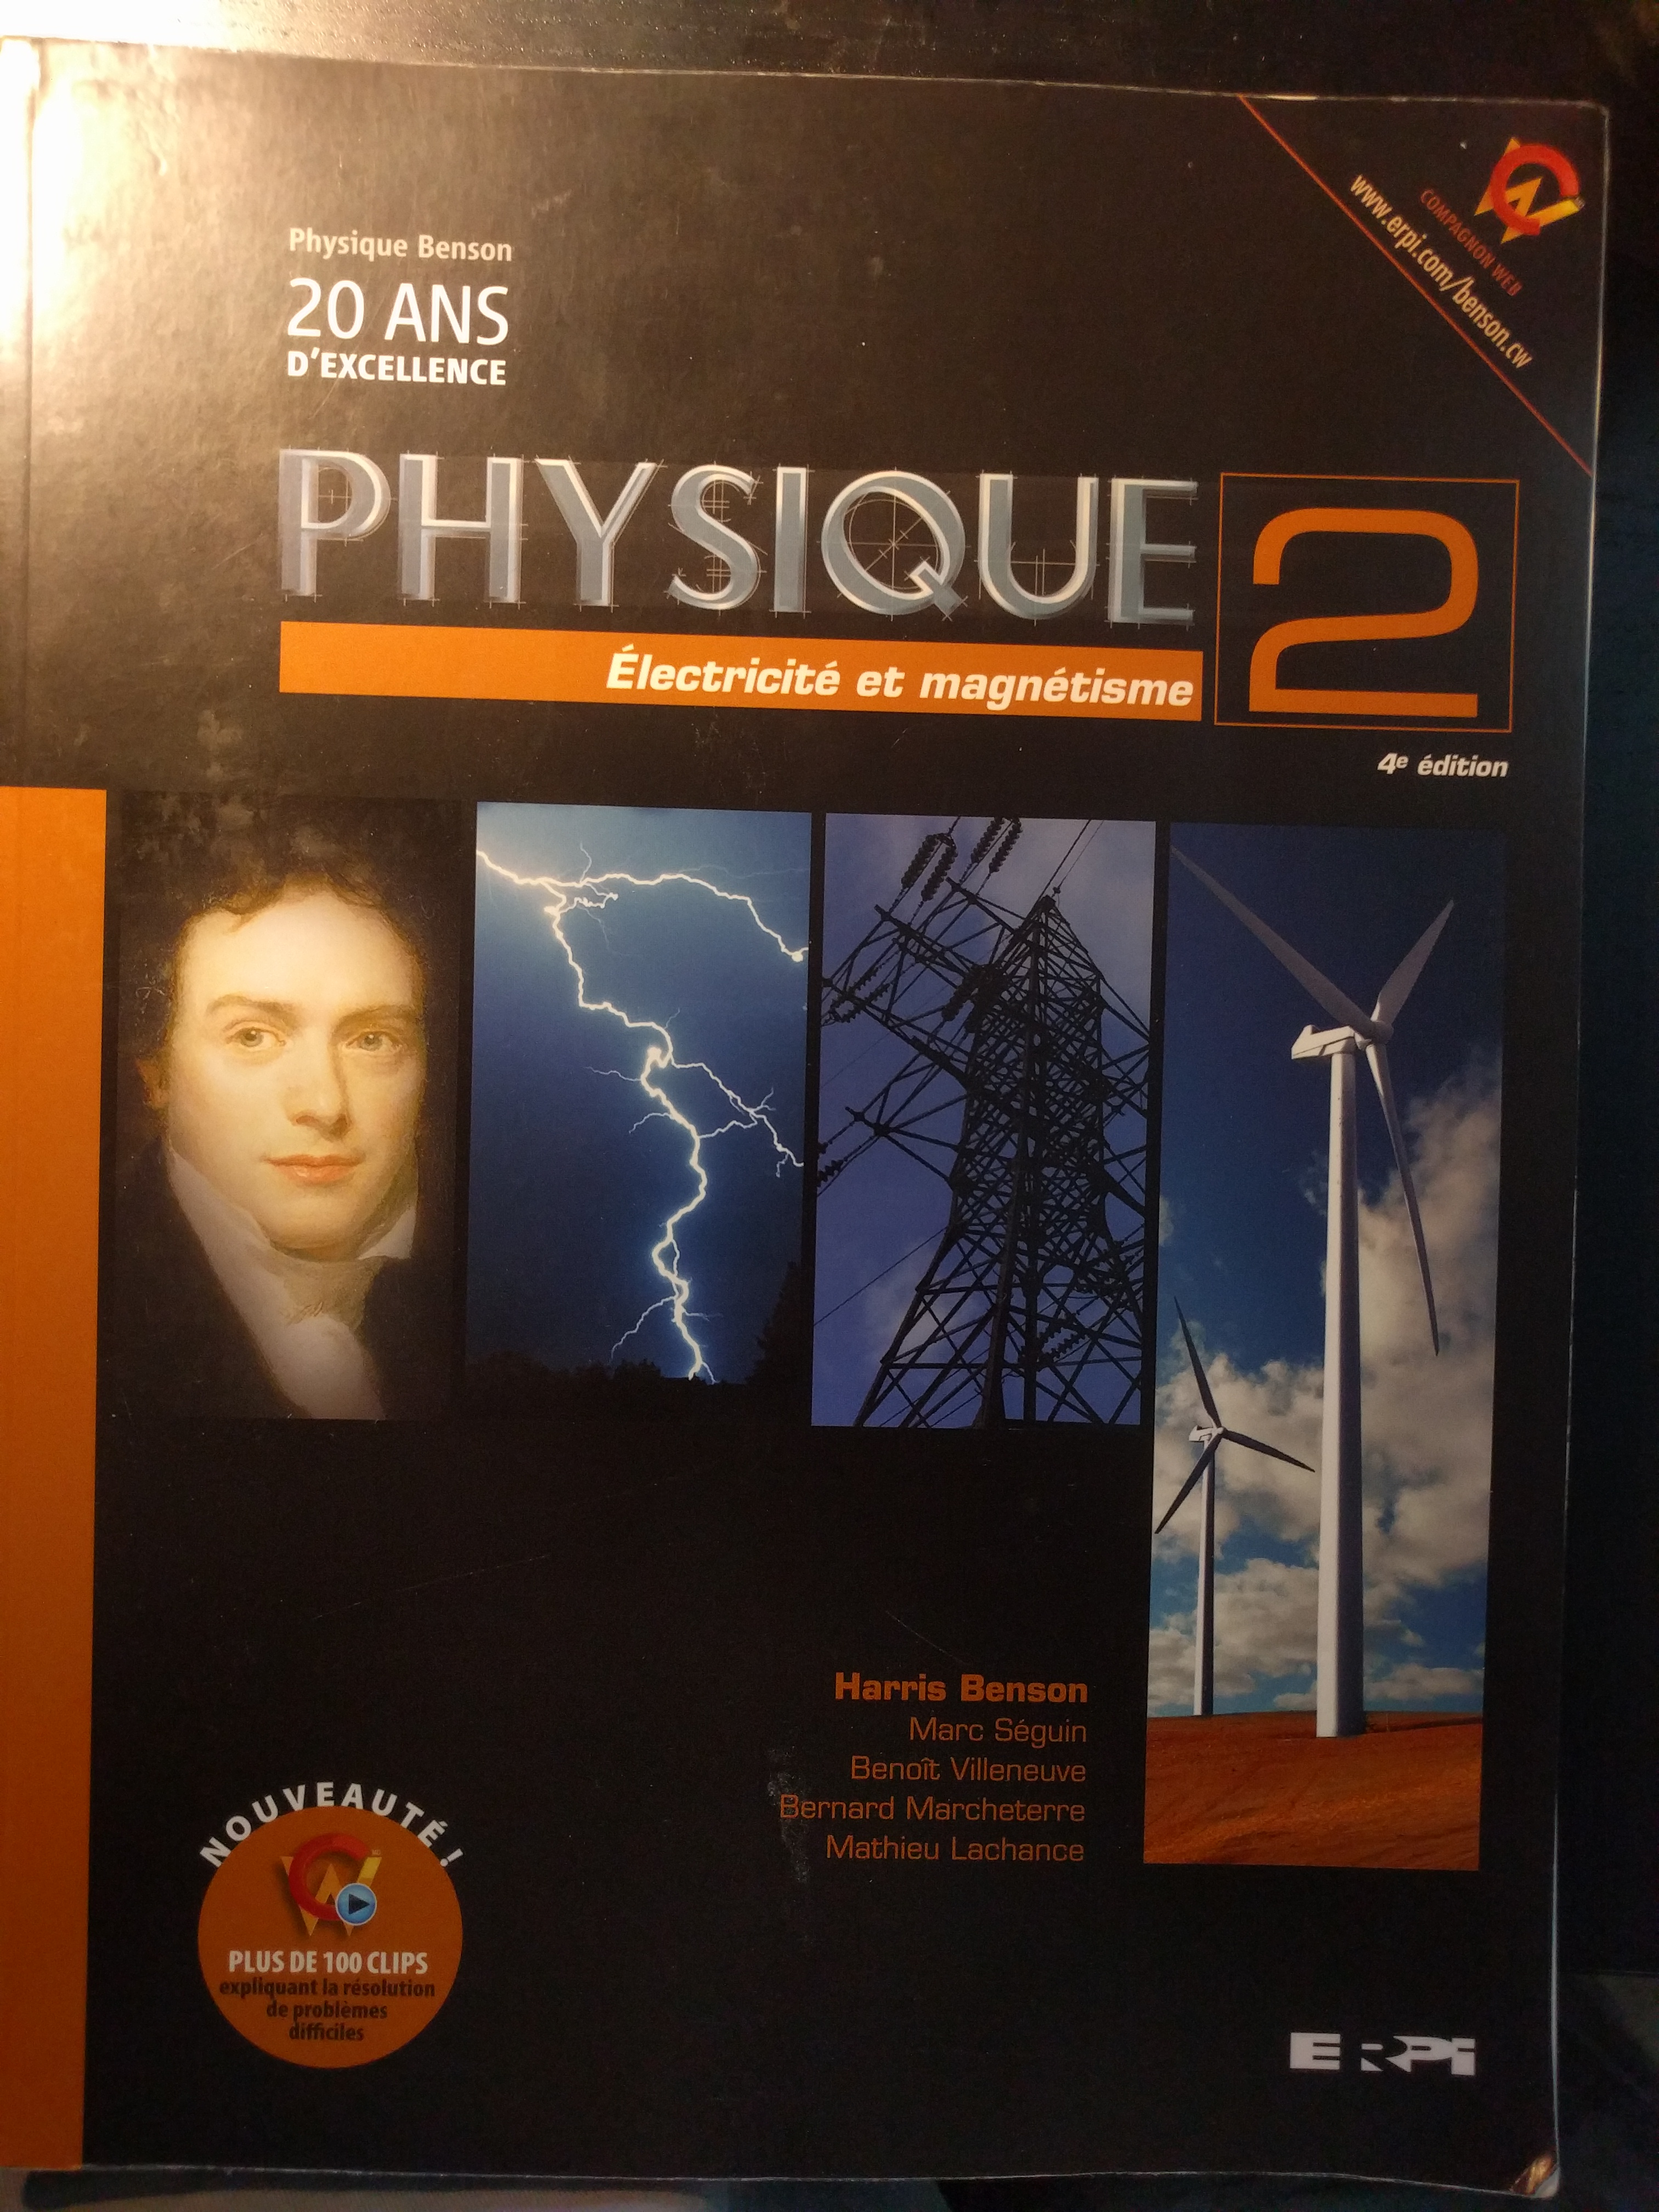 CW
COMPAGNON WEB
www.erpi.com/benson.cw
Physique Benson
20 ANS
D'EXCELLENCE
PHYSIQUE 2
Électricité et magnétisme
4e édition
Harris Benson
Marc Séguin
Benoît Villeneuve
Bernard Marcheterre
Mathieu Lachance
NOUVEAUTÉ !
CW
PLUS DE 100 CLIPS
expliquant la résolution
de problèmes
difficiles
ERPI